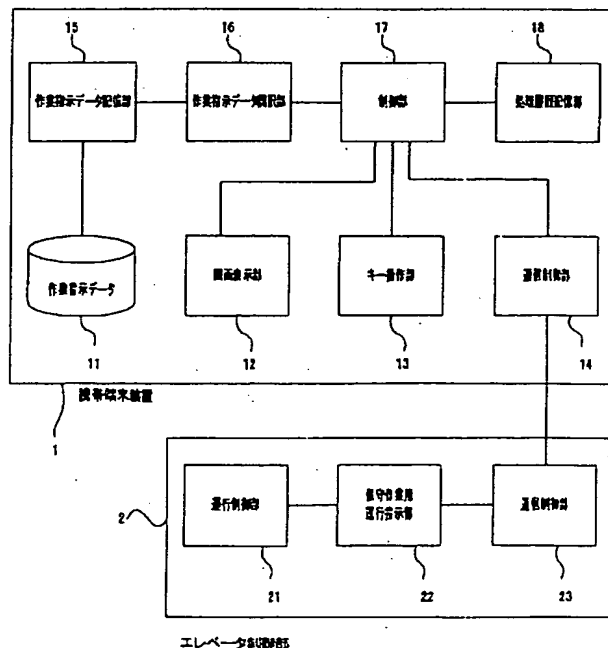 15
16
17
18
作業指示データ記憶部
作業指示データ解釈部
制御部
処理履歴記憶部
作業指示データ
画面表示部
キー操作部
通信制御部
11
12
13
14
携帯端末装置
1
運行制御部
保守作業用
運行指示部
通信制御部
2
21
22
23
エレベータ制御部